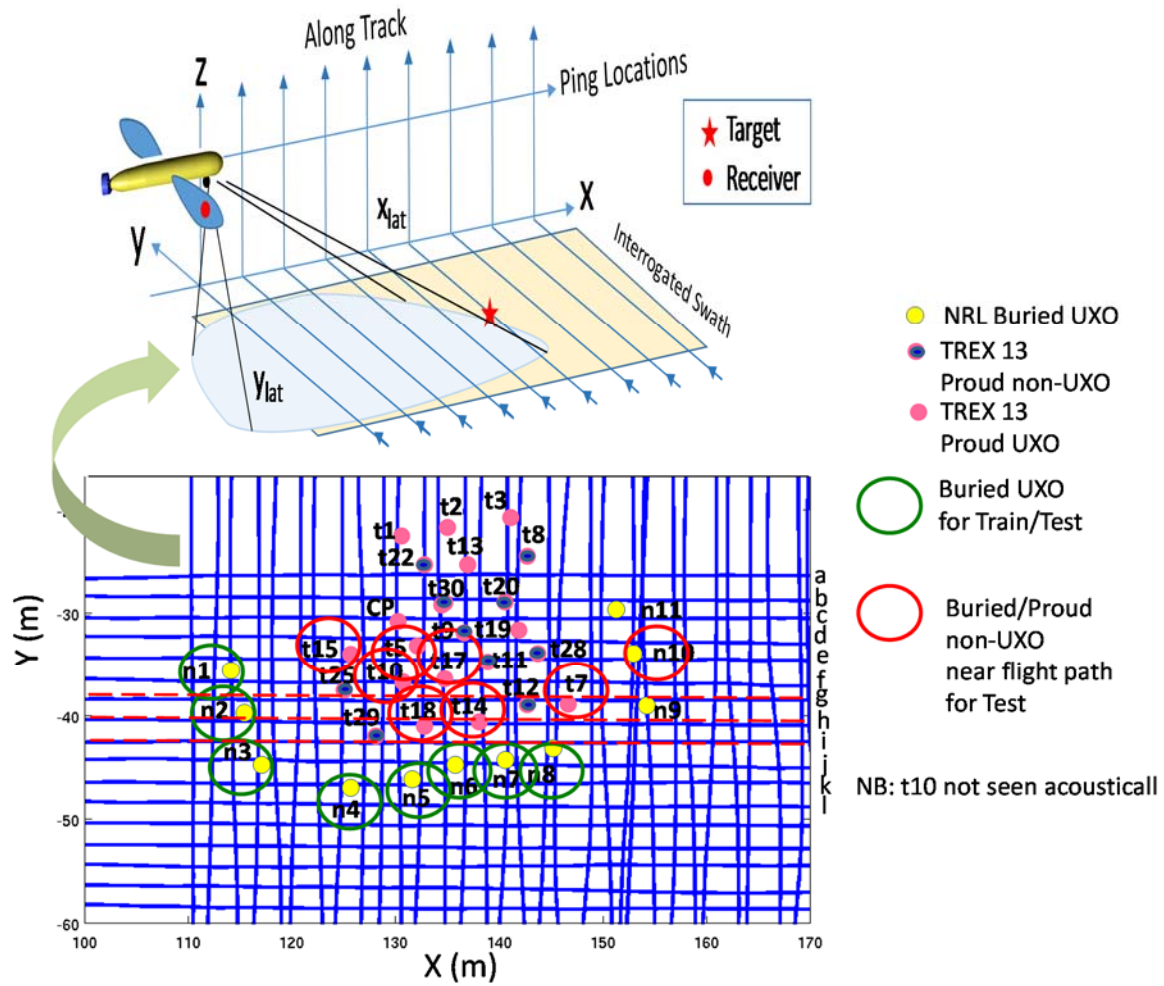 Along Track
Z
Ping Locations
Target
Receiver
X
x_lat
Y
Interrogated Swath
y_lat
NRL Buried UXO
TREX 13
Proud non-UXO
TREX 13
Proud UXO
Buried UXO
for Train/Test
Buried/Proud
non-UXO
near flight path
for Test
NB: t10 not seen acousticall
t3
t2
t1
t8
t13
t22
a
t30
t20
b
CP
n11
c
-30
t9
t19
d
t15
t5
t28
n10
e
t17
t11
n1
f
t25
t10
t12
t7
g
n2
t18
t14
n9
-40
h
t29
i
n3
n6
n7
n8
j
n4
n5
k
l
-50
-60
Y (m)
100
110
120
130
140
150
160
170
X (m)